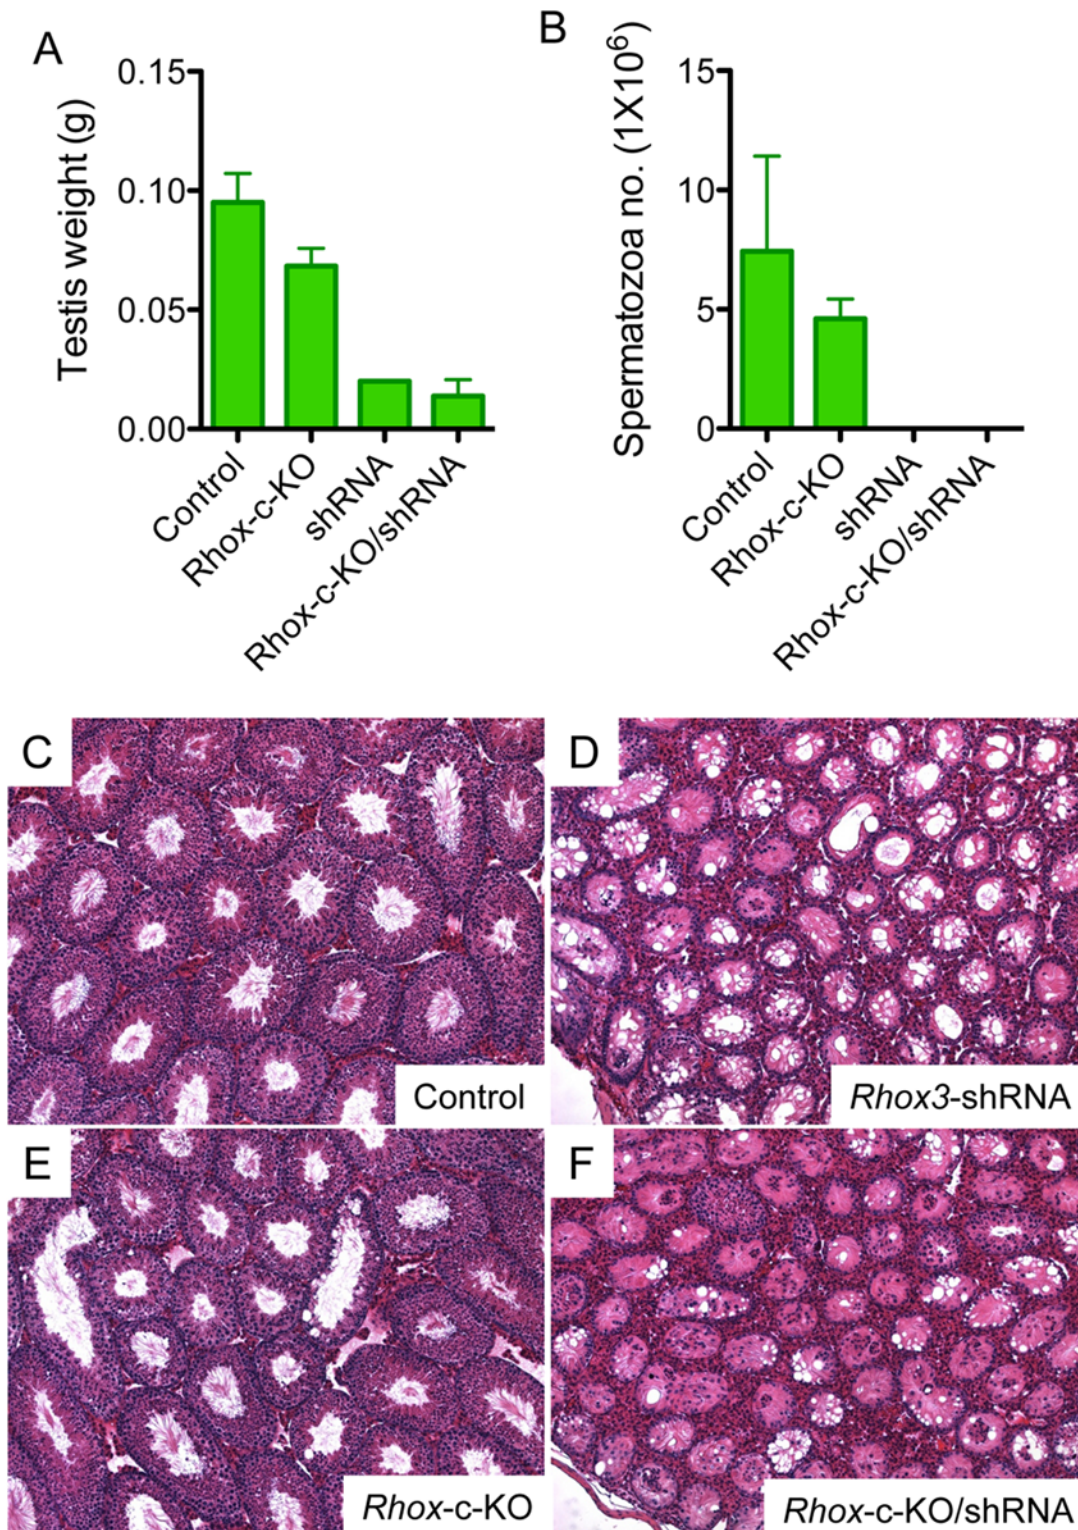 A
Testis weight (g)
0.15
0.10
0.05
0.00
Control
Rhox-c-KO
shRNA
Rhox-c-KO/shRNA
B
Spermatozoa no. (1X10⁶)
15
10
5
0
Control
Rhox-c-KO
shRNA
Rhox-c-KO/shRNA
C
Control
D
Rhox3-shRNA
E
Rhox-c-KO
F
Rhox-c-KO/shRNA